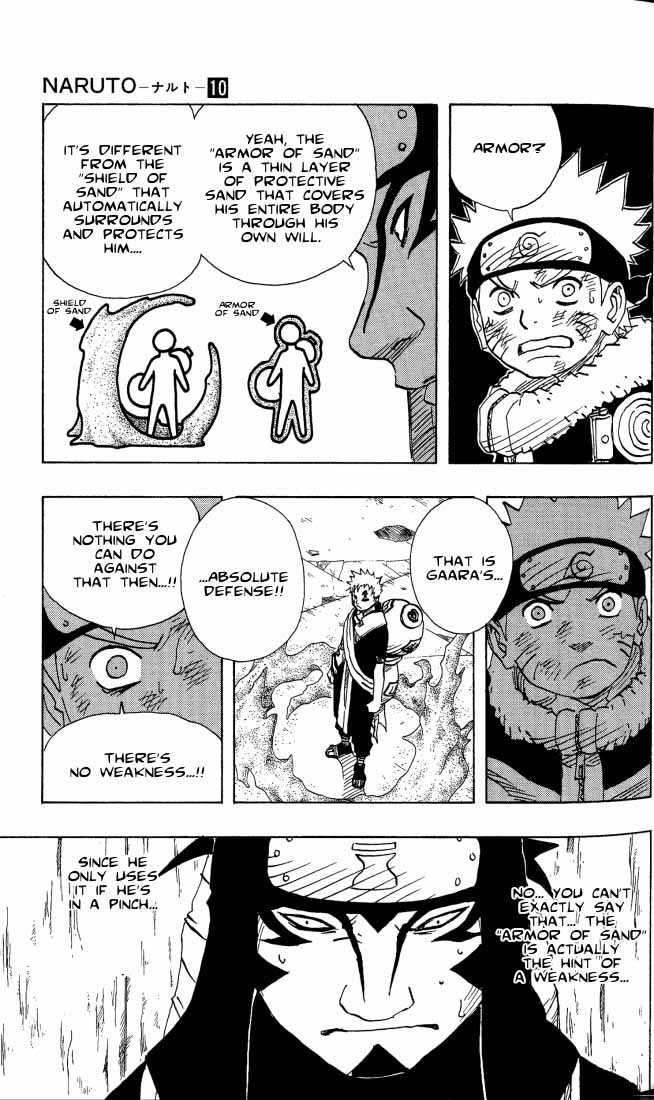 NARUTO－ナルト－10
ARMOR?
YEAH, THE
"ARMOR OF SAND"
IS A THIN LAYER
OF PROTECTIVE
SAND THAT COVERS
HIS ENTIRE BODY
THROUGH HIS
OWN WILL.
IT'S DIFFERENT
FROM THE
"SHIELD OF
SAND" THAT
AUTOMATICALLY
SURROUNDS
AND PROTECTS
HIM....
ARMOR
OF SAND
SHIELD
OF SAND
THAT IS
GAARA'S...
...ABSOLUTE
DEFENSE!!
THERE'S
NOTHING YOU
CAN DO
AGAINST
THAT THEN...!!
THERE'S
NO WEAKNESS...!!
NO... YOU CAN'T
EXACTLY SAY
THAT... THE
"ARMOR OF SAND"
IS ACTUALLY
THE HINT OF
A WEAKNESS...
SINCE HE
ONLY USES
IT IF HE'S
IN A PINCH...